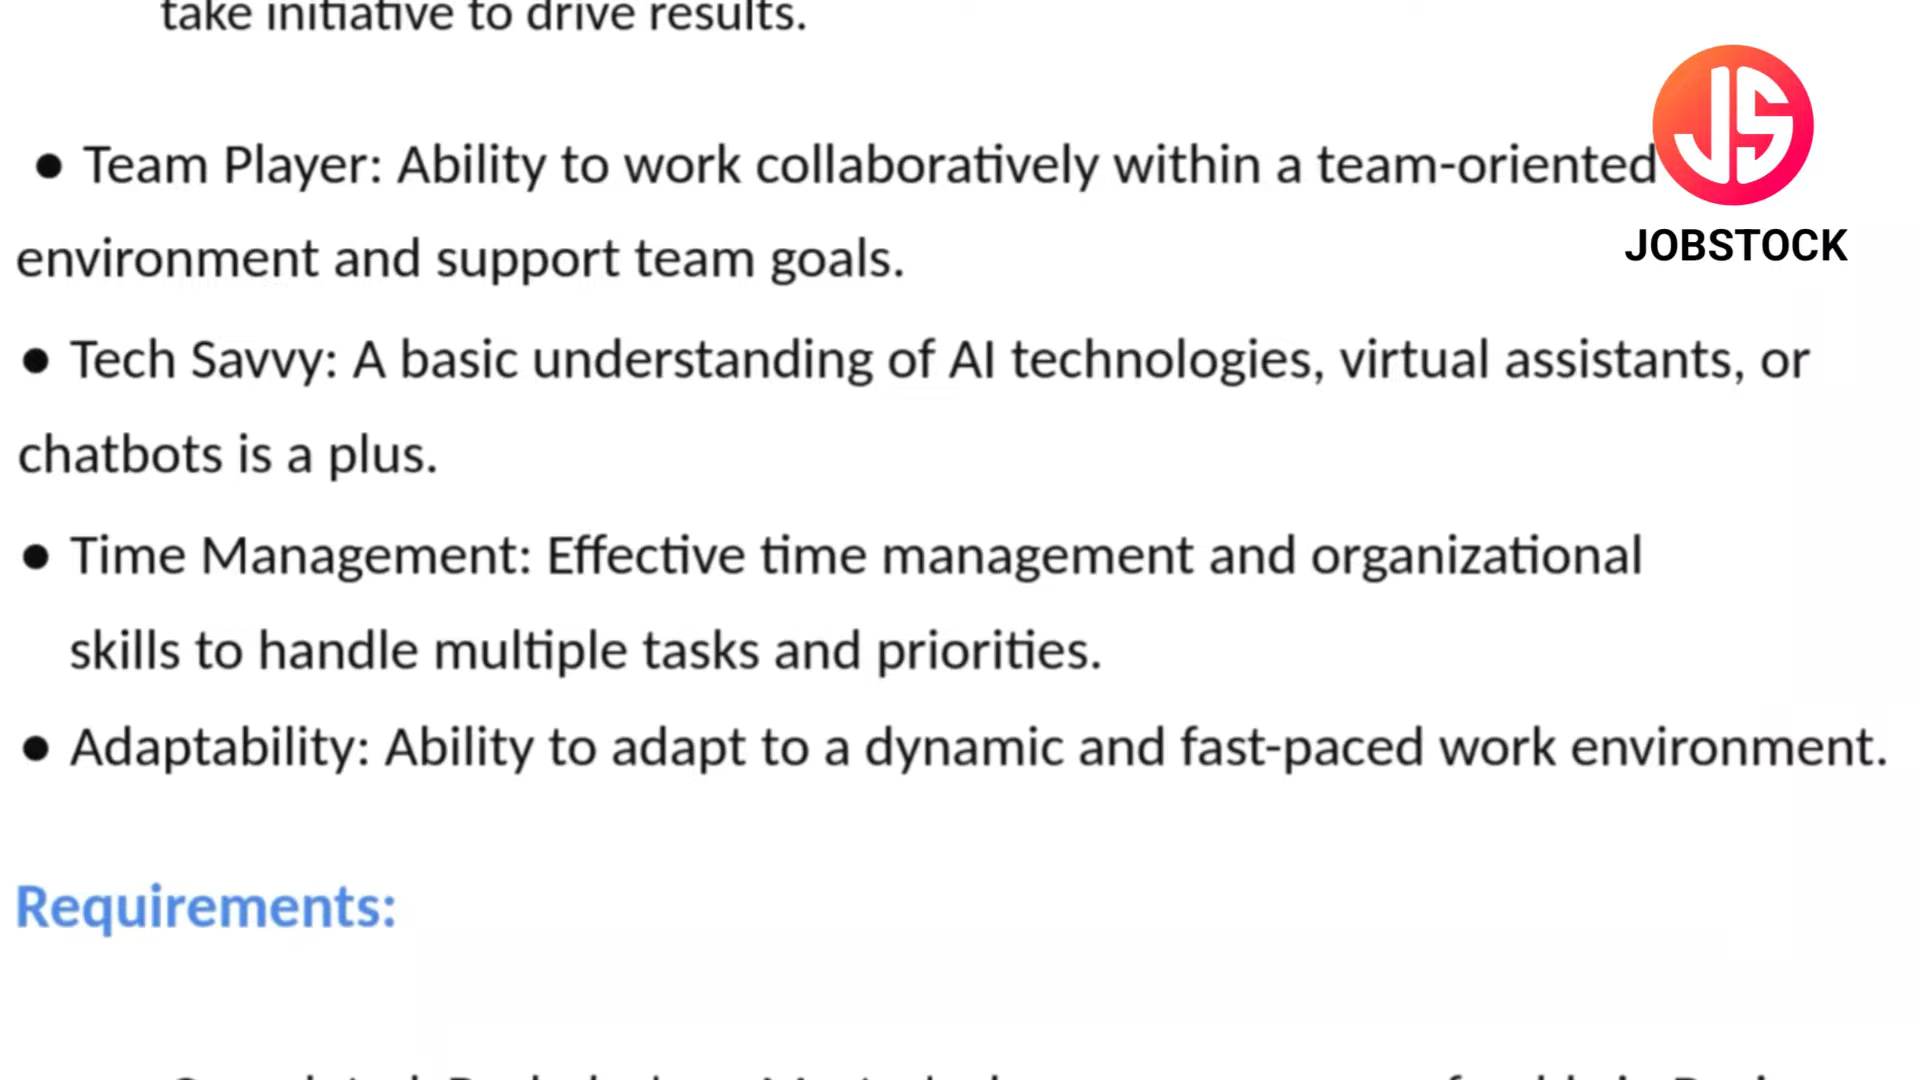 take initiative to drive results.
● Team Player: Ability to work collaboratively within a team-oriented
environment and support team goals.
JOBSTOCK
● Tech Savvy: A basic understanding of AI technologies, virtual assistants, or
chatbots is a plus.
● Time Management: Effective time management and organizational
skills to handle multiple tasks and priorities.
● Adaptability: Ability to adapt to a dynamic and fast-paced work environment.
Requirements: